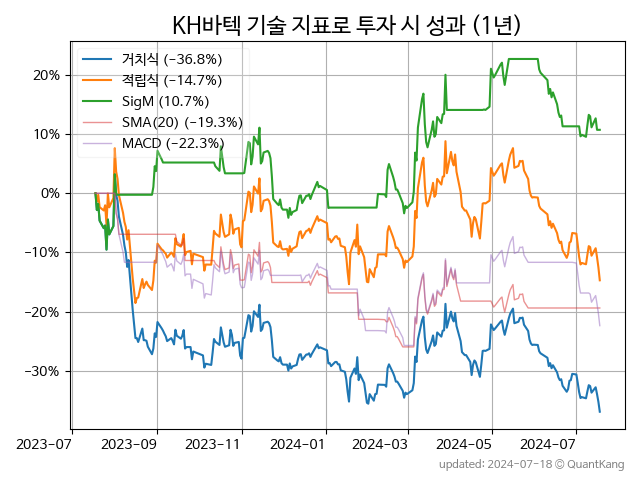 KH바텍 기술 지표로 투자 시 성과 (1년)
거치식 (−36.8%)
적립식 (−14.7%)
SigM (10.7%)
SMA(20) (−19.3%)
MACD (−22.3%)
20%
10%
0%
−10%
−20%
−30%
2023-07
2023-09
2023-11
2024-01
2024-03
2024-05
2024-07
updated: 2024-07-18 © QuantKang